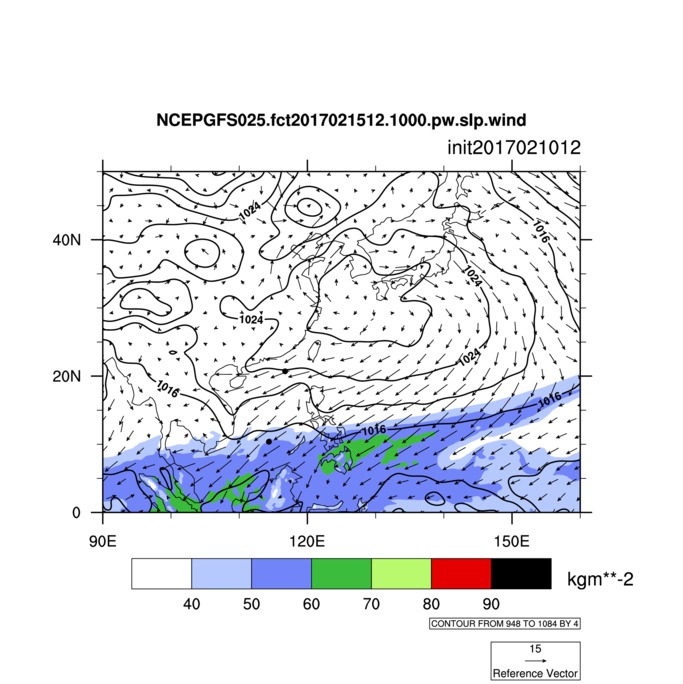 NCEPGFS025.fct2017021512.1000.pw.slp.wind
init2017021012
1024
1016
40N
1024
1024
1024
20N
1016
1016
1016
0
90E 120E 150E
kgm**-2
40 50 60 70 80 90
CONTOUR FROM 948 TO 1084 BY 4
15
Reference Vector